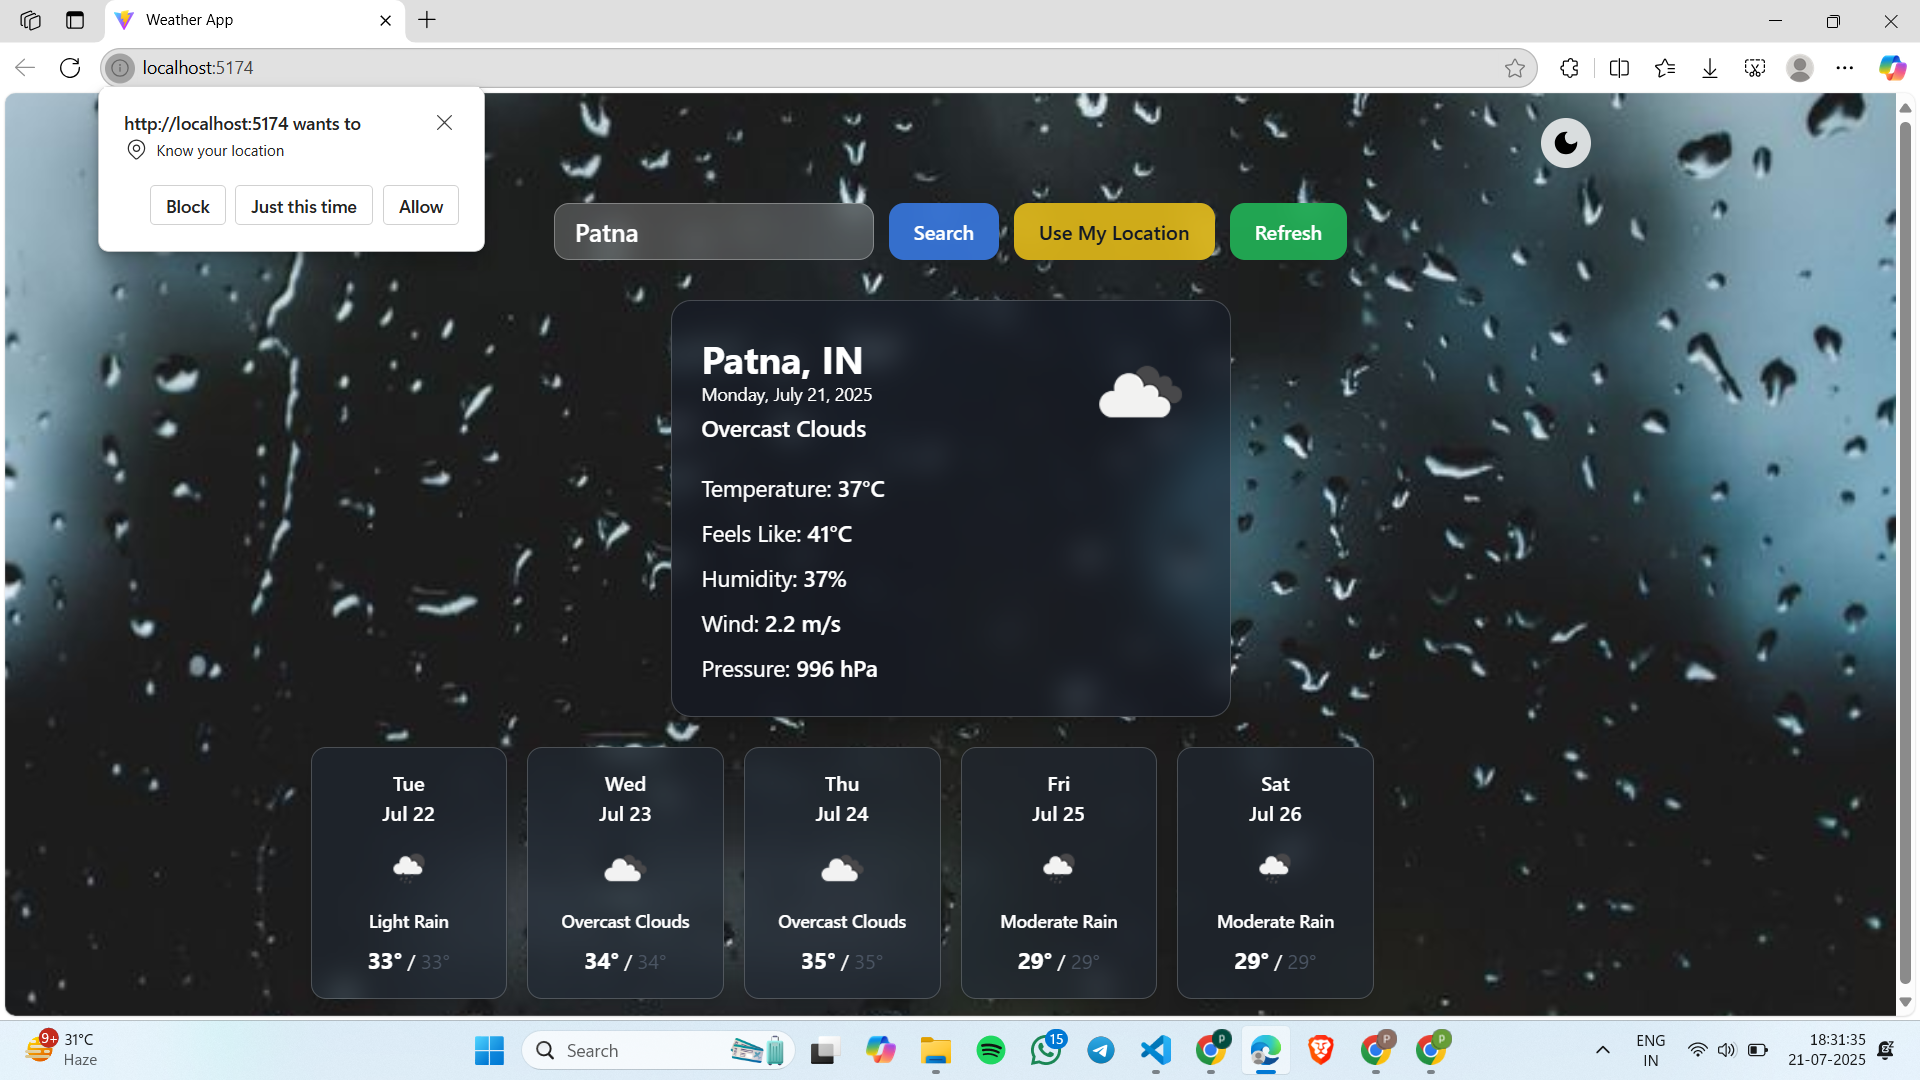 Weather App
localhost:5174
http://localhost:5174 wants to
Know your location
Block
Just this time
Allow
Patna
Search
Use My Location
Refresh
Patna, IN
Monday, July 21, 2025
Overcast Clouds
Temperature: 37°C
Feels Like: 41°C
Humidity: 37%
Wind: 2.2 m/s
Pressure: 996 hPa
Tue
Jul 22
Light Rain
33° / 33°
Wed
Jul 23
Overcast Clouds
34° / 34°
Thu
Jul 24
Overcast Clouds
35° / 35°
Fri
Jul 25
Moderate Rain
29° / 29°
Sat
Jul 26
Moderate Rain
29° / 29°
9+
31°C
Haze
Search
15
P
P
P
ENG
IN
18:31:35
21-07-2025